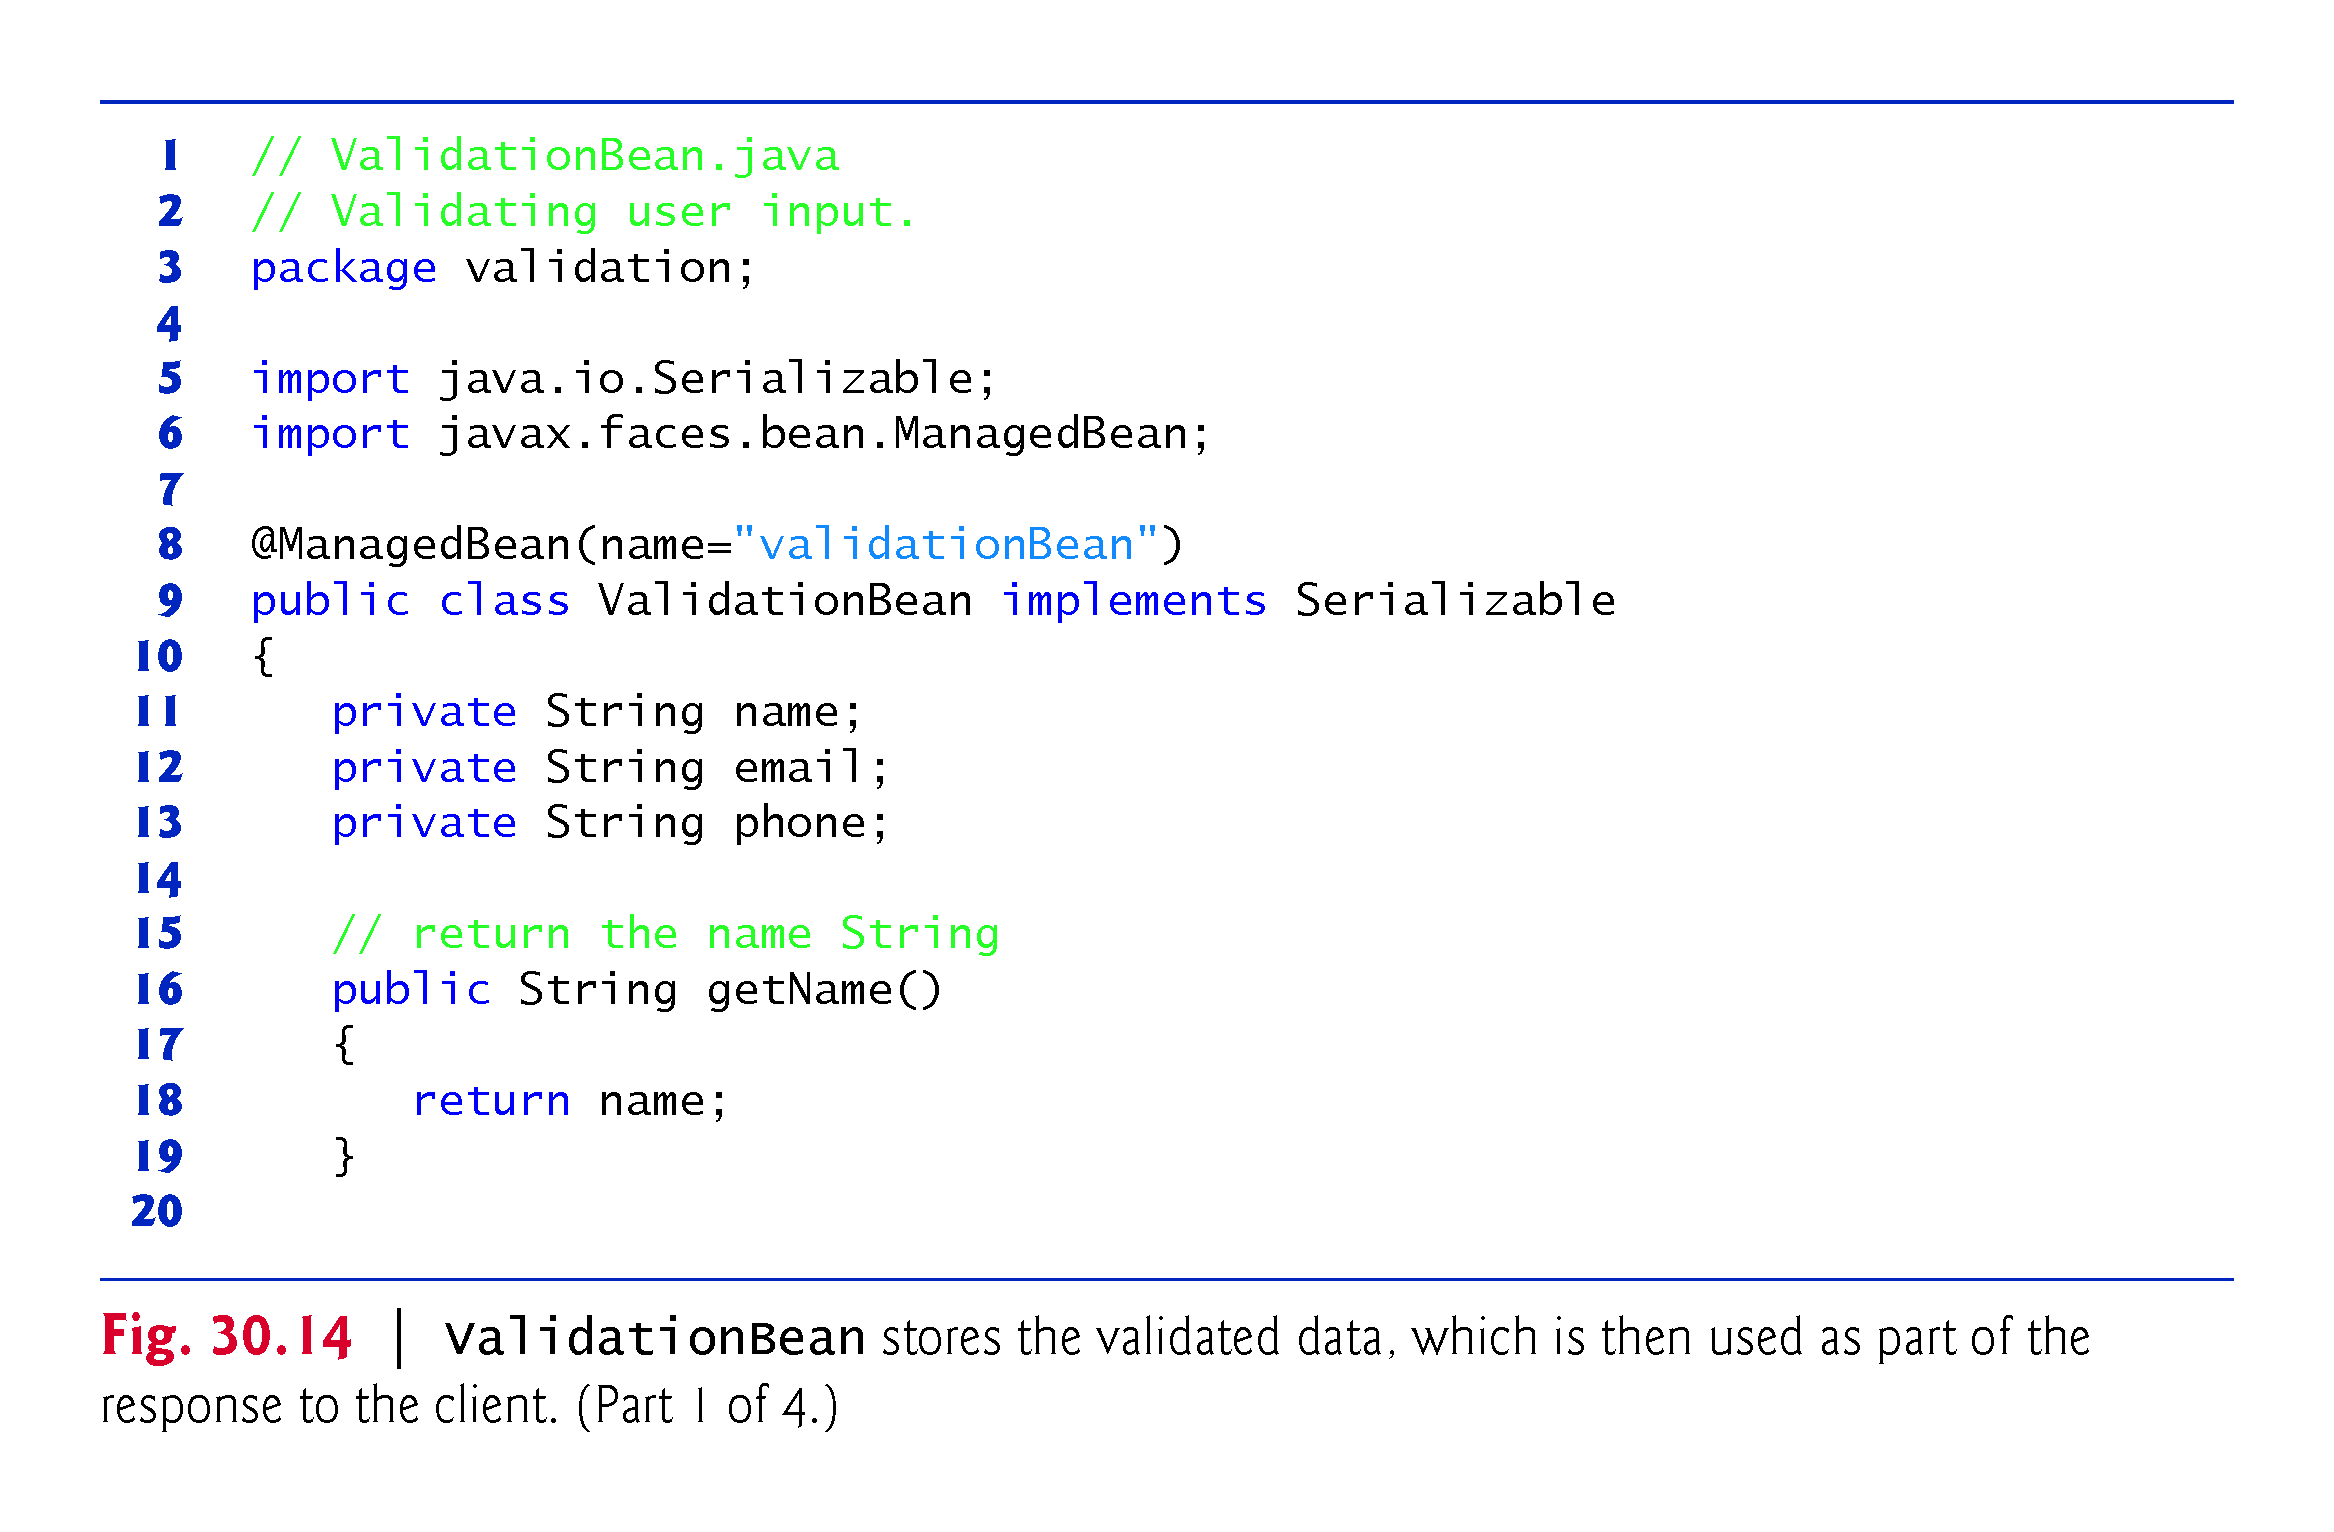 1 // ValidationBean.java
2 // Validating user input.
3 package validation;
4
5 import java.io.Serializable;
6 import javax.faces.bean.ManagedBean;
7
8 @ManagedBean(name="validationBean")
9 public class ValidationBean implements Serializable
10 {
11    private String name;
12    private String email;
13    private String phone;
14
15    // return the name String
16    public String getName()
17    {
18       return name;
19    }
20
Fig. 30.14 | ValidationBean stores the validated data, which is then used as part of the
response to the client. (Part 1 of 4.)